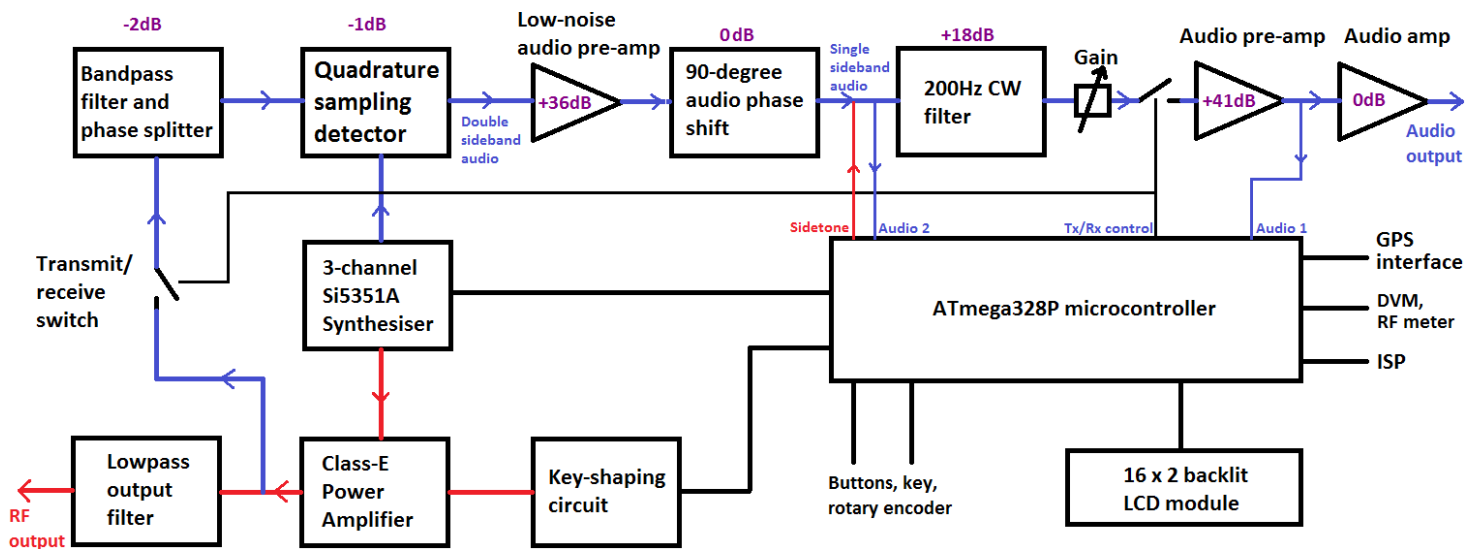 -2dB
Bandpass
filter and
phase splitter
-1dB
Quadrature
sampling
detector
Double
sideband
audio
Low-noise
audio pre-amp
+36dB
0dB
90-degree
audio phase
shift
Single
sideband
audio
+18dB
200Hz CW
filter
Gain
Audio pre-amp
+41dB
Audio amp
0dB
Audio
output
Sidetone
Audio 2
Tx/Rx control
Audio 1
Transmit/
receive
switch
3-channel
Si5351A
Synthesiser
ATmega328P microcontroller
GPS
interface
DVM,
RF meter
ISP
RF
output
Lowpass
output
filter
Class-E
Power
Amplifier
Key-shaping
circuit
Buttons, key,
rotary encoder
16 x 2 backlit
LCD module